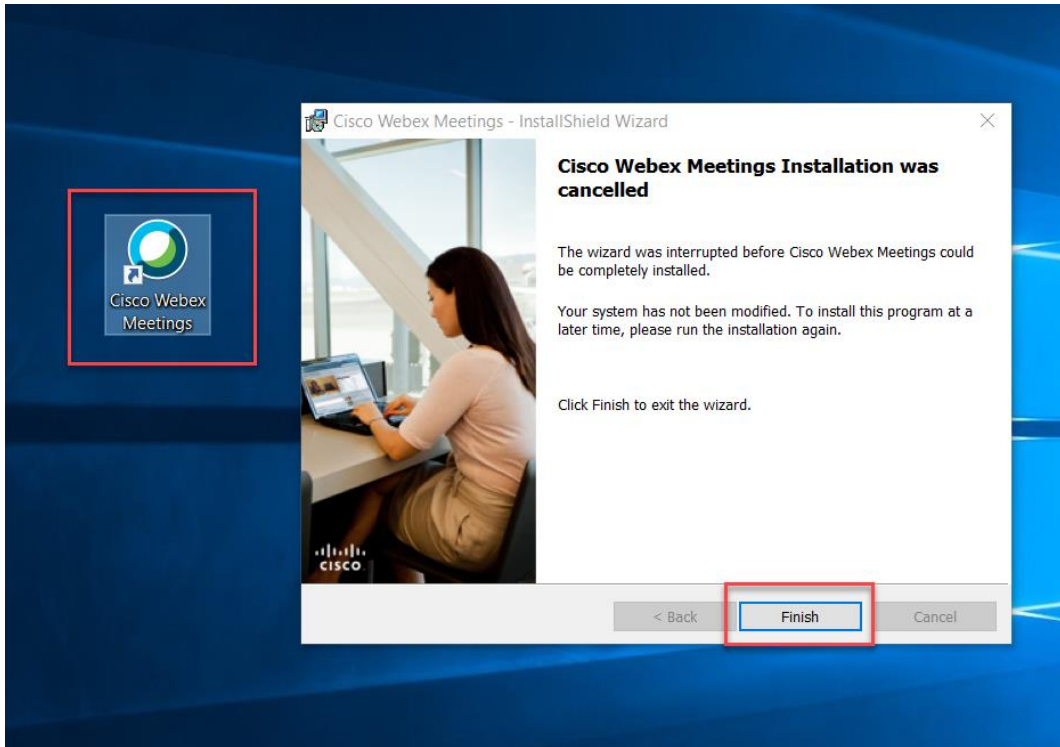 Cisco Webex
Meetings
Cisco Webex Meetings - InstallShield Wizard
Cisco Webex Meetings Installation was
cancelled
The wizard was interrupted before Cisco Webex Meetings could
be completely installed.
Your system has not been modified. To install this program at a
later time, please run the installation again.
Click Finish to exit the wizard.
CISCO
< Back
Finish
Cancel